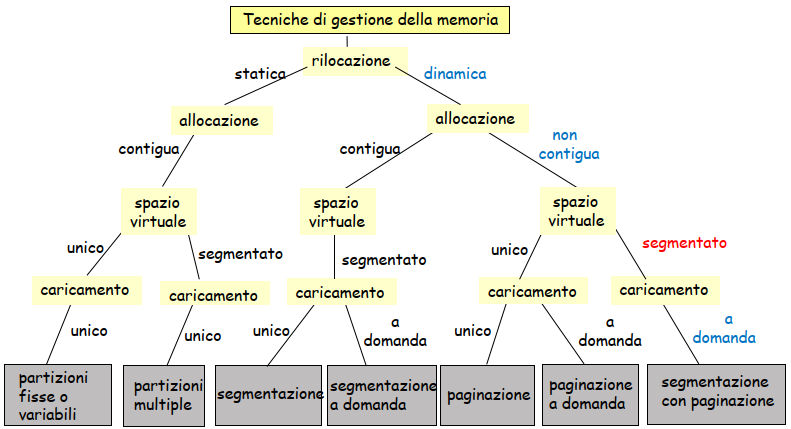 Tecniche di gestione della memoria
rilocazione
statica
dinamica
allocazione
allocazione
contigua
contigua
non
contigua
spazio
virtuale
spazio
virtuale
spazio
virtuale
unico
segmentato
segmentato
unico
segmentato
caricamento
caricamento
caricamento
caricamento
caricamento
unico
unico
unico
a
domanda
unico
a
domanda
a
domanda
partizioni
fisse o
variabili
partizioni
multiple
segmentazione
segmentazione
a domanda
paginazione
paginazione
a domanda
segmentazione
con paginazione